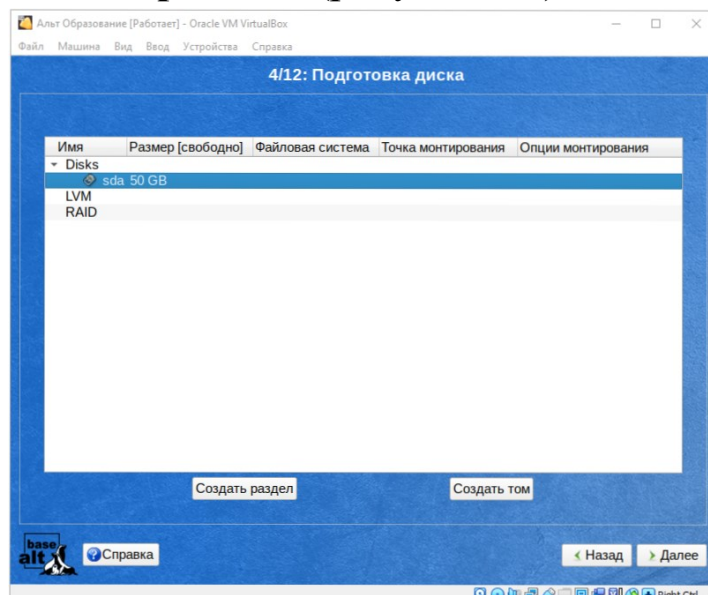 Альт Образование [Работает] - Oracle VM VirtualBox
Файл Машина Вид Ввод Устройства Справка
4/12: Подготовка диска
Имя Размер [свободно] Файловая система Точка монтирования Опции монтирования
Disks
sda 50 GB
LVM
RAID
Создать раздел Создать том
base
alt
Справка Назад Далее
Right Ctrl